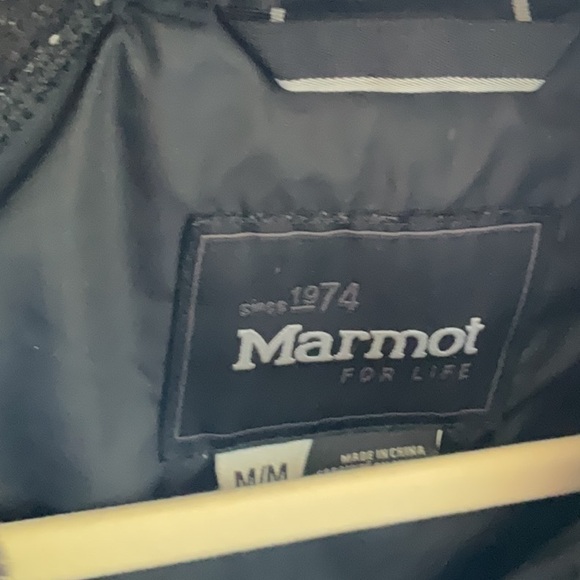 since 1974
Marmot
FOR LIFE
M/M
MADE IN CHINA